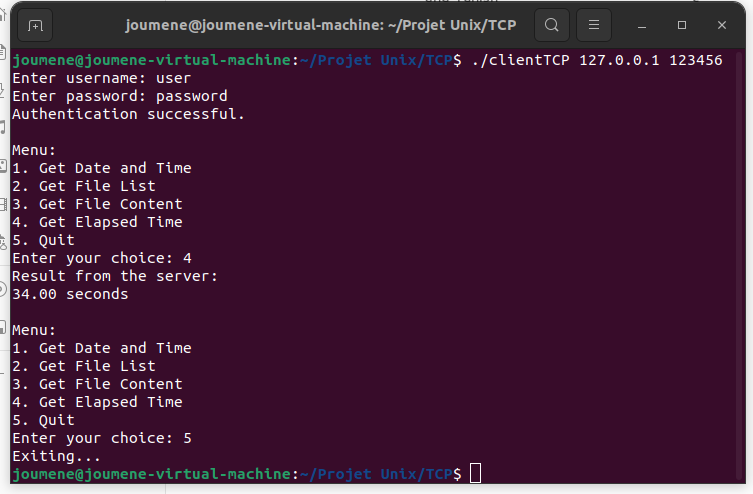 joumene@joumene-virtual-machine: ~/Projet Unix/TCP
joumene@joumene-virtual-machine:~/Projet Unix/TCP$ ./clientTCP 127.0.0.1 123456
Enter username: user
Enter password: password
Authentication successful.
Menu:
1. Get Date and Time
2. Get File List
3. Get File Content
4. Get Elapsed Time
5. Quit
Enter your choice: 4
Result from the server:
34.00 seconds
Menu:
1. Get Date and Time
2. Get File List
3. Get File Content
4. Get Elapsed Time
5. Quit
Enter your choice: 5
Exiting...
joumene@joumene-virtual-machine:~/Projet Unix/TCP$